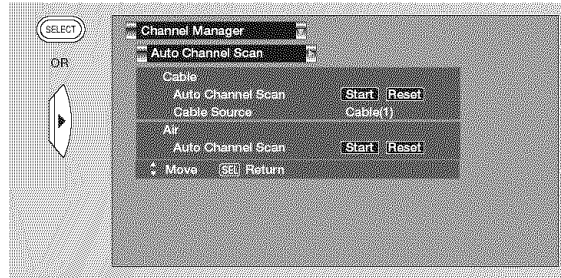 SELECT
OR
Channel Manager
Auto Channel Scan
Cable
Auto Channel Scan Start Reset
Cable Source Cable(1)
Air
Auto Channel Scan Start Reset
Move SEL Return